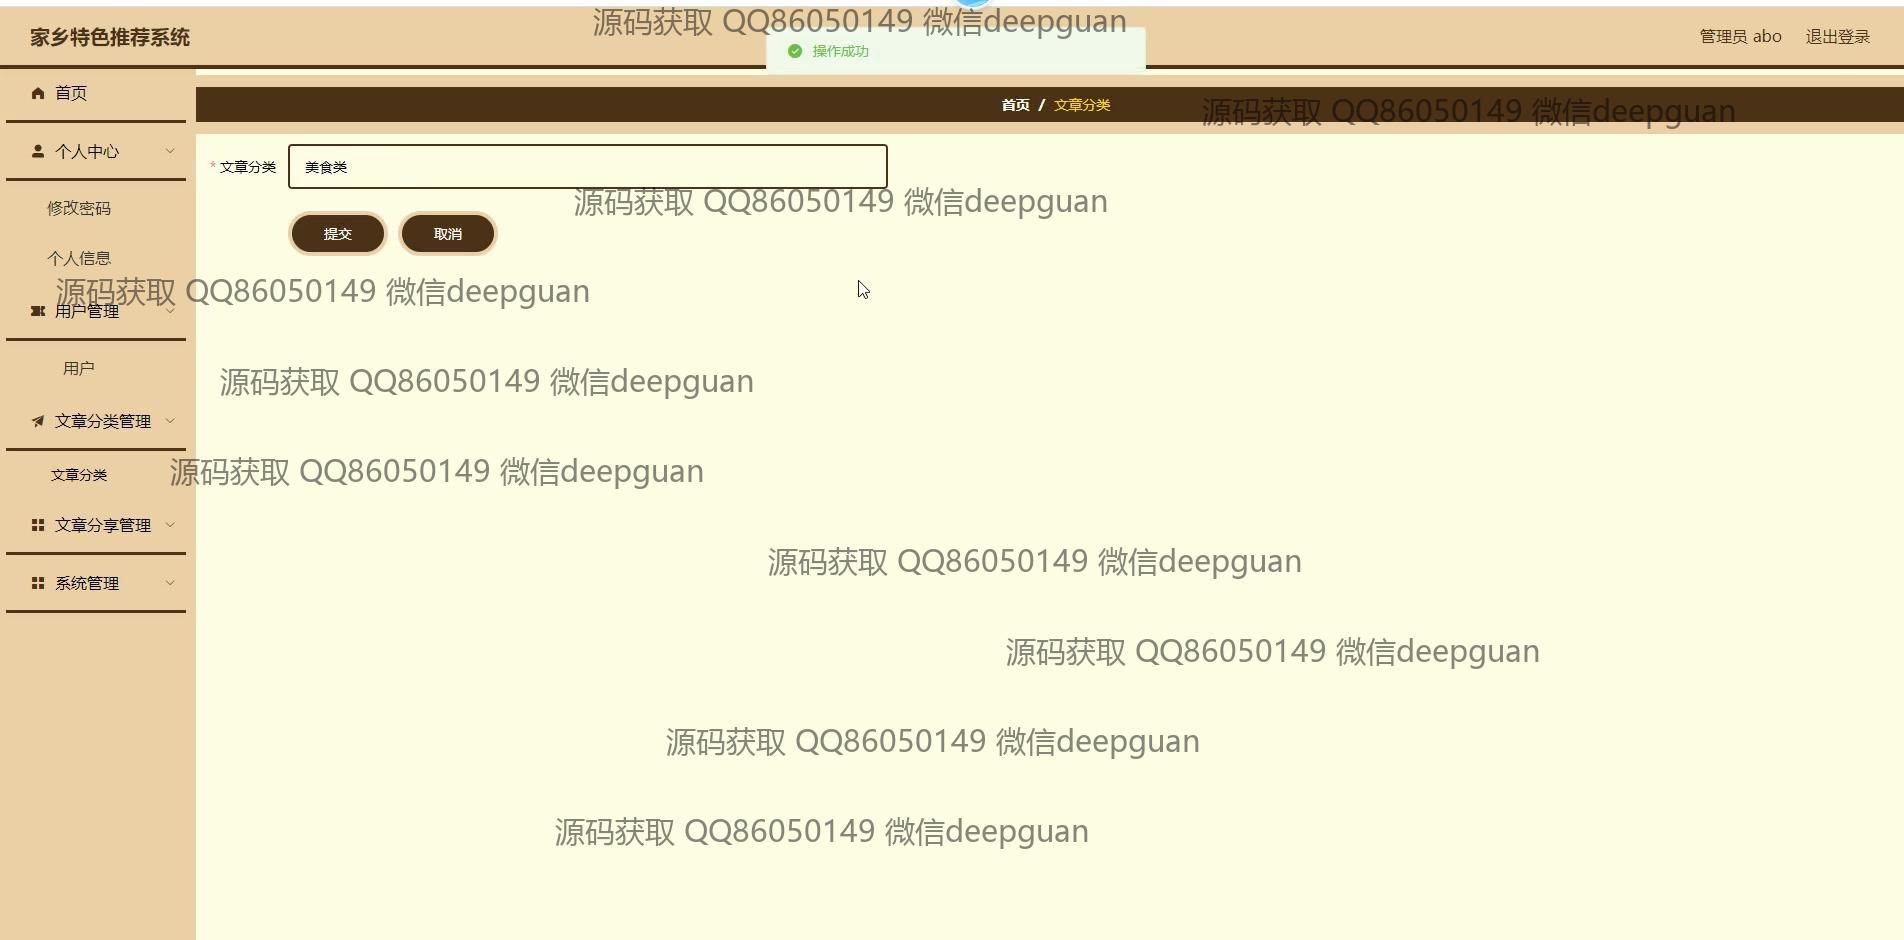 源码获取 QQ86050149 微信deepguan
家乡特色推荐系统
操作成功
管理员 abo
退出登录
首页
首页 / 文章分类
源码获取 QQ86050149 微信deepguan
个人中心
* 文章分类
美食类
修改密码
源码获取 QQ86050149 微信deepguan
提交
取消
个人信息
源码获取 QQ86050149 微信deepguan
用户管理
用户
源码获取 QQ86050149 微信deepguan
文章分类管理
文章分类
源码获取 QQ86050149 微信deepguan
文章分享管理
源码获取 QQ86050149 微信deepguan
系统管理
源码获取 QQ86050149 微信deepguan
源码获取 QQ86050149 微信deepguan
源码获取 QQ86050149 微信deepguan